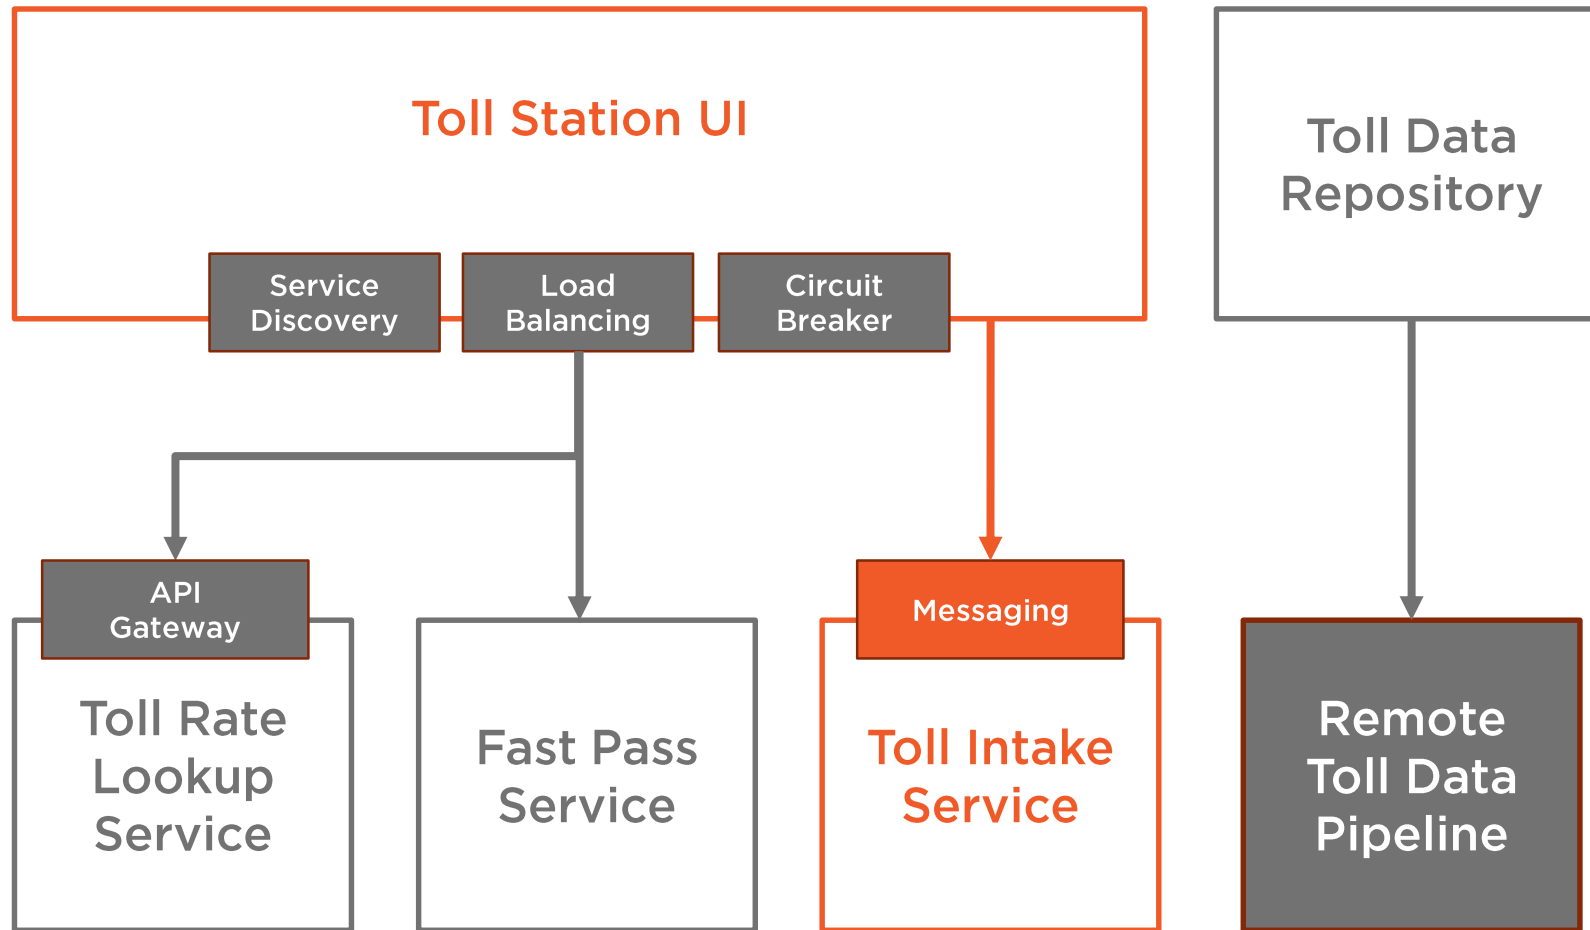 Toll Station UI
Toll Data
Repository
Service
Discovery
Load
Balancing
Circuit
Breaker
API
Gateway
Toll Rate
Lookup
Service
Fast Pass
Service
Messaging
Toll Intake
Service
Remote
Toll Data
Pipeline